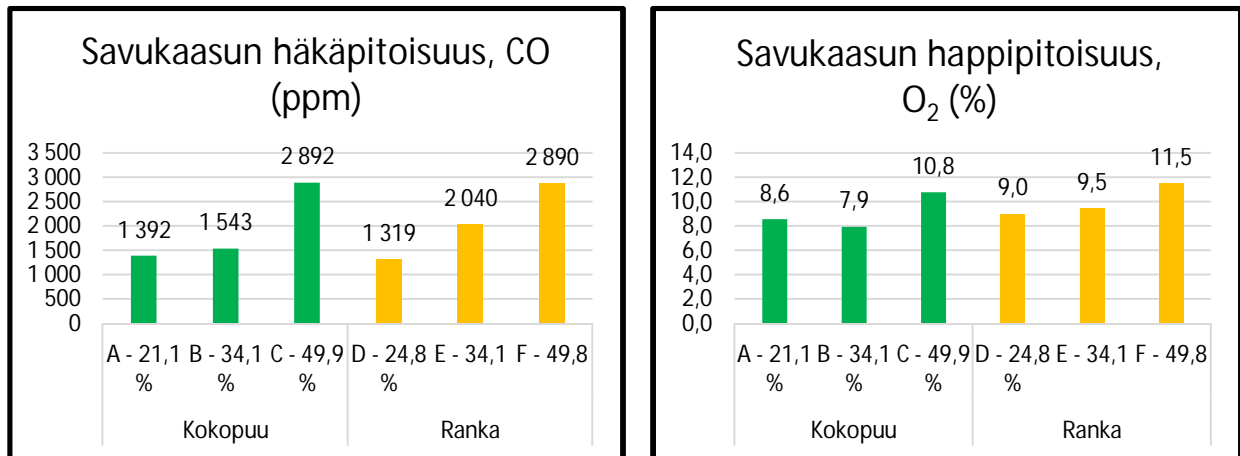 Savukaasun häkäpitoisuus, CO
(ppm)
3 500
3 000
2 500
2 000
1 500
1 000
500
0
1 392
1 543
2 892
1 319
2 040
2 890
A - 21,1 %
B - 34,1 %
C - 49,9 %
D - 24,8 %
E - 34,1
F - 49,8
Kokopuu
Ranka
Savukaasun happipitoisuus,
O₂ (%)
14,0
12,0
10,0
8,0
6,0
4,0
2,0
0,0
8,6
7,9
10,8
9,0
9,5
11,5
A - 21,1 %
B - 34,1 %
C - 49,9 %
D - 24,8 %
E - 34,1
F - 49,8
Kokopuu
Ranka